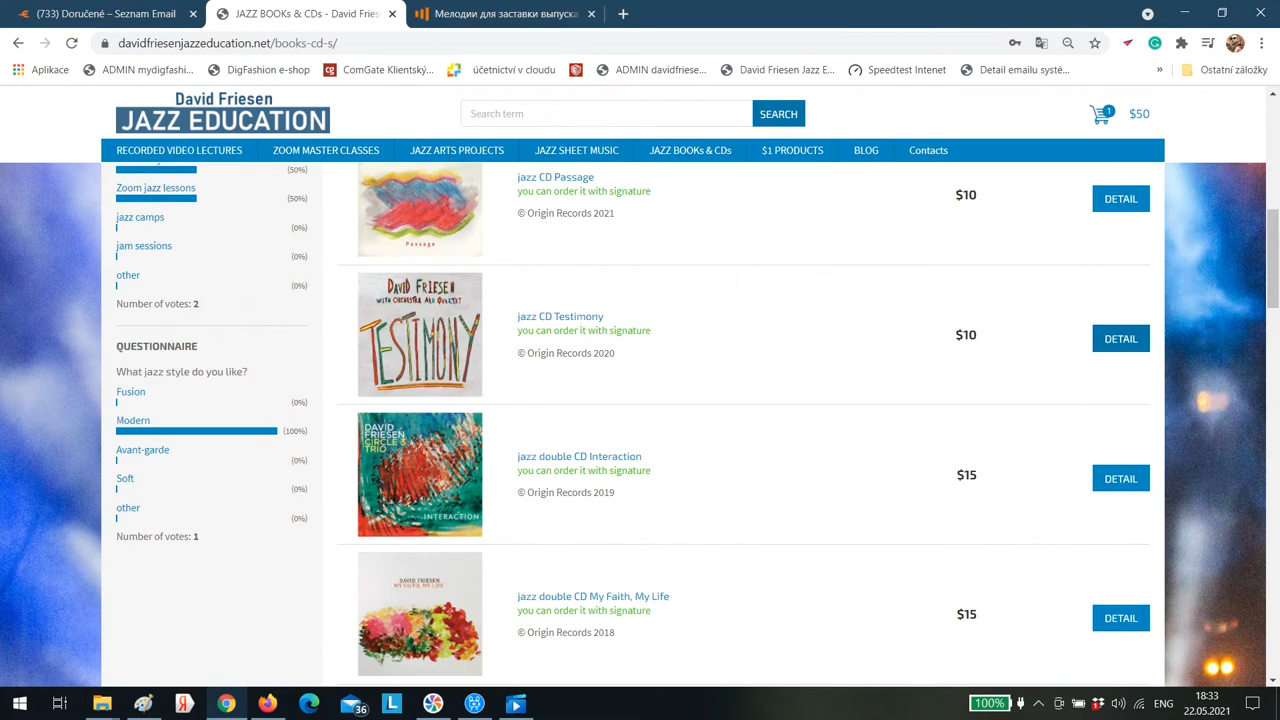 (733) Doručené – Seznam Email
JAZZ BOOKs & CDs - David Fries
Мелодии для заставки выпуска
davidfriesenjazzeducation.net/books-cd-s/
Aplikace
ADMIN mydigfashi...
DigFashion e-shop
ComGate Klientský...
účetnictví v cloudu
ADMIN davidfriese...
David Friesen Jazz E...
Speedtest Intenet
Detail emailu systé...
»
Ostatní záložky
David Friesen
JAZZ EDUCATION
Search term
SEARCH
1
$50
RECORDED VIDEO LECTURES
ZOOM MASTER CLASSES
JAZZ ARTS PROJECTS
JAZZ SHEET MUSIC
JAZZ BOOKs & CDs
$1 PRODUCTS
BLOG
Contacts
(50%)
Zoom jazz lessons
(50%)
jazz camps
(0%)
jam sessions
(0%)
other
(0%)
Number of votes: 2
QUESTIONNAIRE
What jazz style do you like?
Fusion
(0%)
Modern
(100%)
Avant-garde
(0%)
Soft
(0%)
other
(0%)
Number of votes: 1
Passage
jazz CD Passage
you can order it with signature
© Origin Records 2021
$10
DETAIL
DAVID FRIESEN
WITH ORCHESTRA AND QUARTET
TESTIMONY
jazz CD Testimony
you can order it with signature
© Origin Records 2020
$10
DETAIL
DAVID
FRIESEN
CIRCLE 3
TRIO
INTERACTION
jazz double CD Interaction
you can order it with signature
© Origin Records 2019
$15
DETAIL
DAVID FRIESEN
MY FAITH, MY LIFE
jazz double CD My Faith, My Life
you can order it with signature
© Origin Records 2018
$15
DETAIL
36
100%
ENG
18:33
22.05.2021